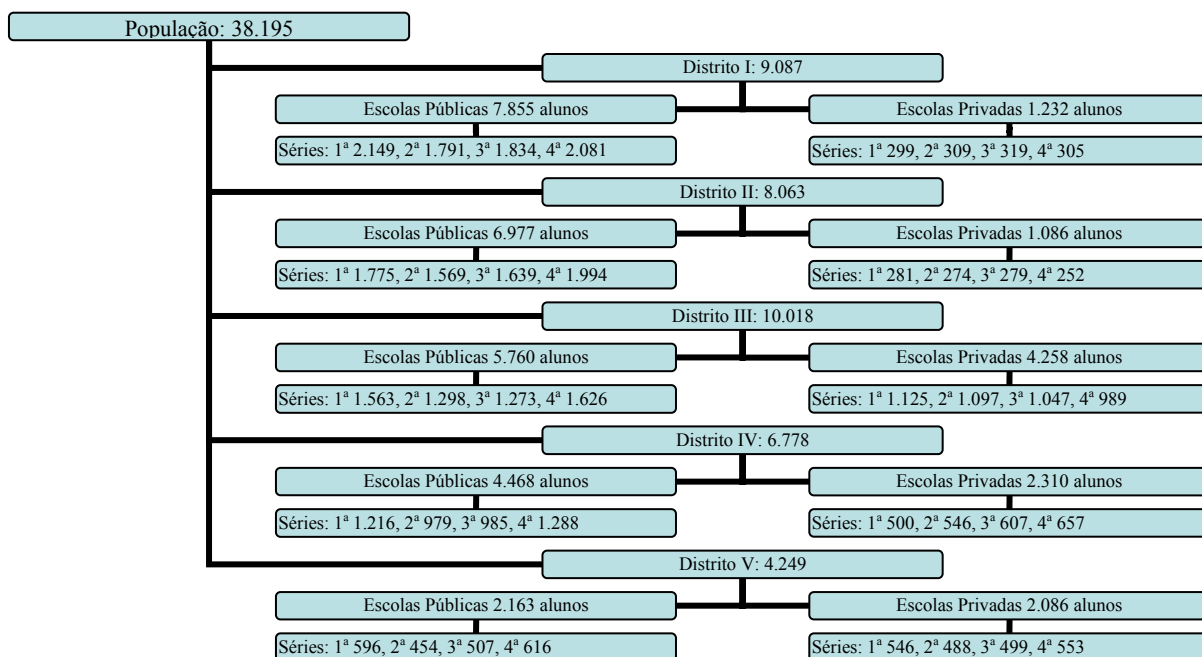 População: 38.195
Distrito I: 9.087
Escolas Públicas 7.855 alunos
Escolas Privadas 1.232 alunos
Séries: 1ª 2.149, 2ª 1.791, 3ª 1.834, 4ª 2.081
Séries: 1ª 299, 2ª 309, 3ª 319, 4ª 305
Distrito II: 8.063
Escolas Públicas 6.977 alunos
Escolas Privadas 1.086 alunos
Séries: 1ª 1.775, 2ª 1.569, 3ª 1.639, 4ª 1.994
Séries: 1ª 281, 2ª 274, 3ª 279, 4ª 252
Distrito III: 10.018
Escolas Públicas 5.760 alunos
Escolas Privadas 4.258 alunos
Séries: 1ª 1.563, 2ª 1.298, 3ª 1.273, 4ª 1.626
Séries: 1ª 1.125, 2ª 1.097, 3ª 1.047, 4ª 989
Distrito IV: 6.778
Escolas Públicas 4.468 alunos
Escolas Privadas 2.310 alunos
Séries: 1ª 1.216, 2ª 979, 3ª 985, 4ª 1.288
Séries: 1ª 500, 2ª 546, 3ª 607, 4ª 657
Distrito V: 4.249
Escolas Públicas 2.163 alunos
Escolas Privadas 2.086 alunos
Séries: 1ª 596, 2ª 454, 3ª 507, 4ª 616
Séries: 1ª 546, 2ª 488, 3ª 499, 4ª 553